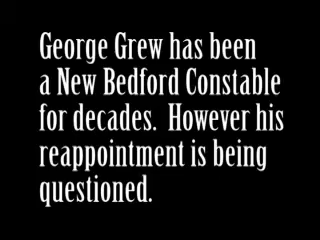 George Grew has been
a New Bedford Constable
for decades.  However his
reappointment is being
questioned.